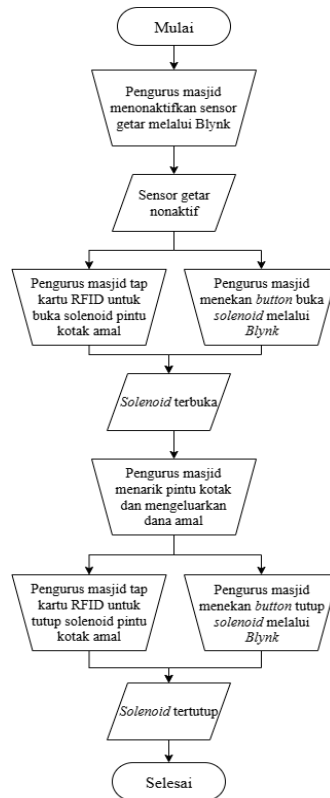 Mulai
Pengurus masjid
menonaktifkan sensor
getar melalui Blynk
Sensor getar
nonaktif
Pengurus masjid tap
kartu RFID untuk
buka solenoid pintu
kotak amal
Pengurus masjid
menekan button buka
solenoid melalui
Blynk
Solenoid terbuka
Pengurus masjid
menarik pintu kotak
dan mengeluarkan
dana amal
Pengurus masjid tap
kartu RFID untuk
tutup solenoid pintu
kotak amal
Pengurus masjid
menekan button tutup
solenoid melalui
Blynk
Solenoid tertutup
Selesai